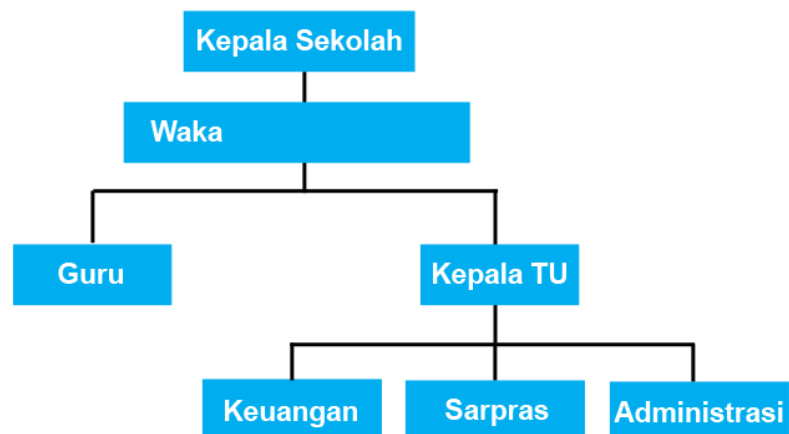 Kepala Sekolah
Waka
Guru
Kepala TU
Keuangan
Sarpras
Administrasi